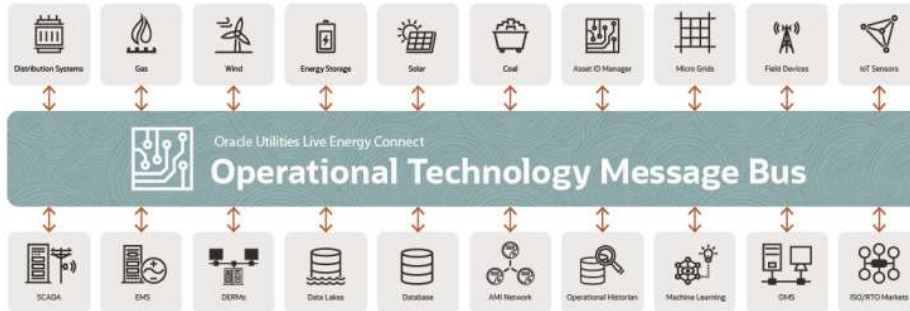 Distribution Systems
Gas
Wind
Energy Storage
Solar
Coal
Asset IO Manager
Micro Grids
Field Devices
IoT Sensors
Oracle Utilities Live Energy Connect
Operational Technology Message Bus
SCADA
EMS
DERMs
Data Lakes
Database
AMI Network
Operational Historian
Machine Learning
OMS
ISO/RTO Markets